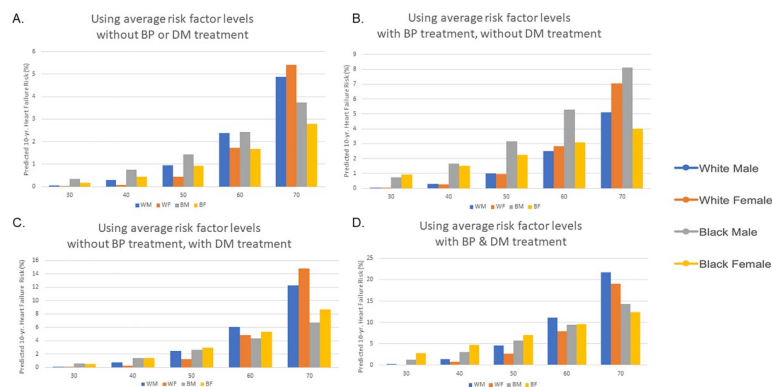 A.
Using average risk factor levels
without BP or DM treatment
Predicted 10-yr. Heart Failure Risk (%)
6
5
4
3
2
1
0
30 40 50 60 70
WM WF BM BF
B.
Using average risk factor levels
with BP treatment, without DM treatment
Predicted 10-yr. Heart Failure Risk (%)
9
8
7
6
5
4
3
2
1
0
30 40 50 60 70
WM WF BM BF
White Male
White Female
Black Male
Black Female
C.
Using average risk factor levels
without BP treatment, with DM treatment
Predicted 10-yr. Heart Failure Risk (%)
16
14
12
10
8
6
4
2
0
30 40 50 60 70
WM WF BM BF
D.
Using average risk factor levels
with BP & DM treatment
Predicted 10-yr. Heart Failure Risk (%)
25
20
15
10
5
0
30 40 50 60 70
WM WF BM BF